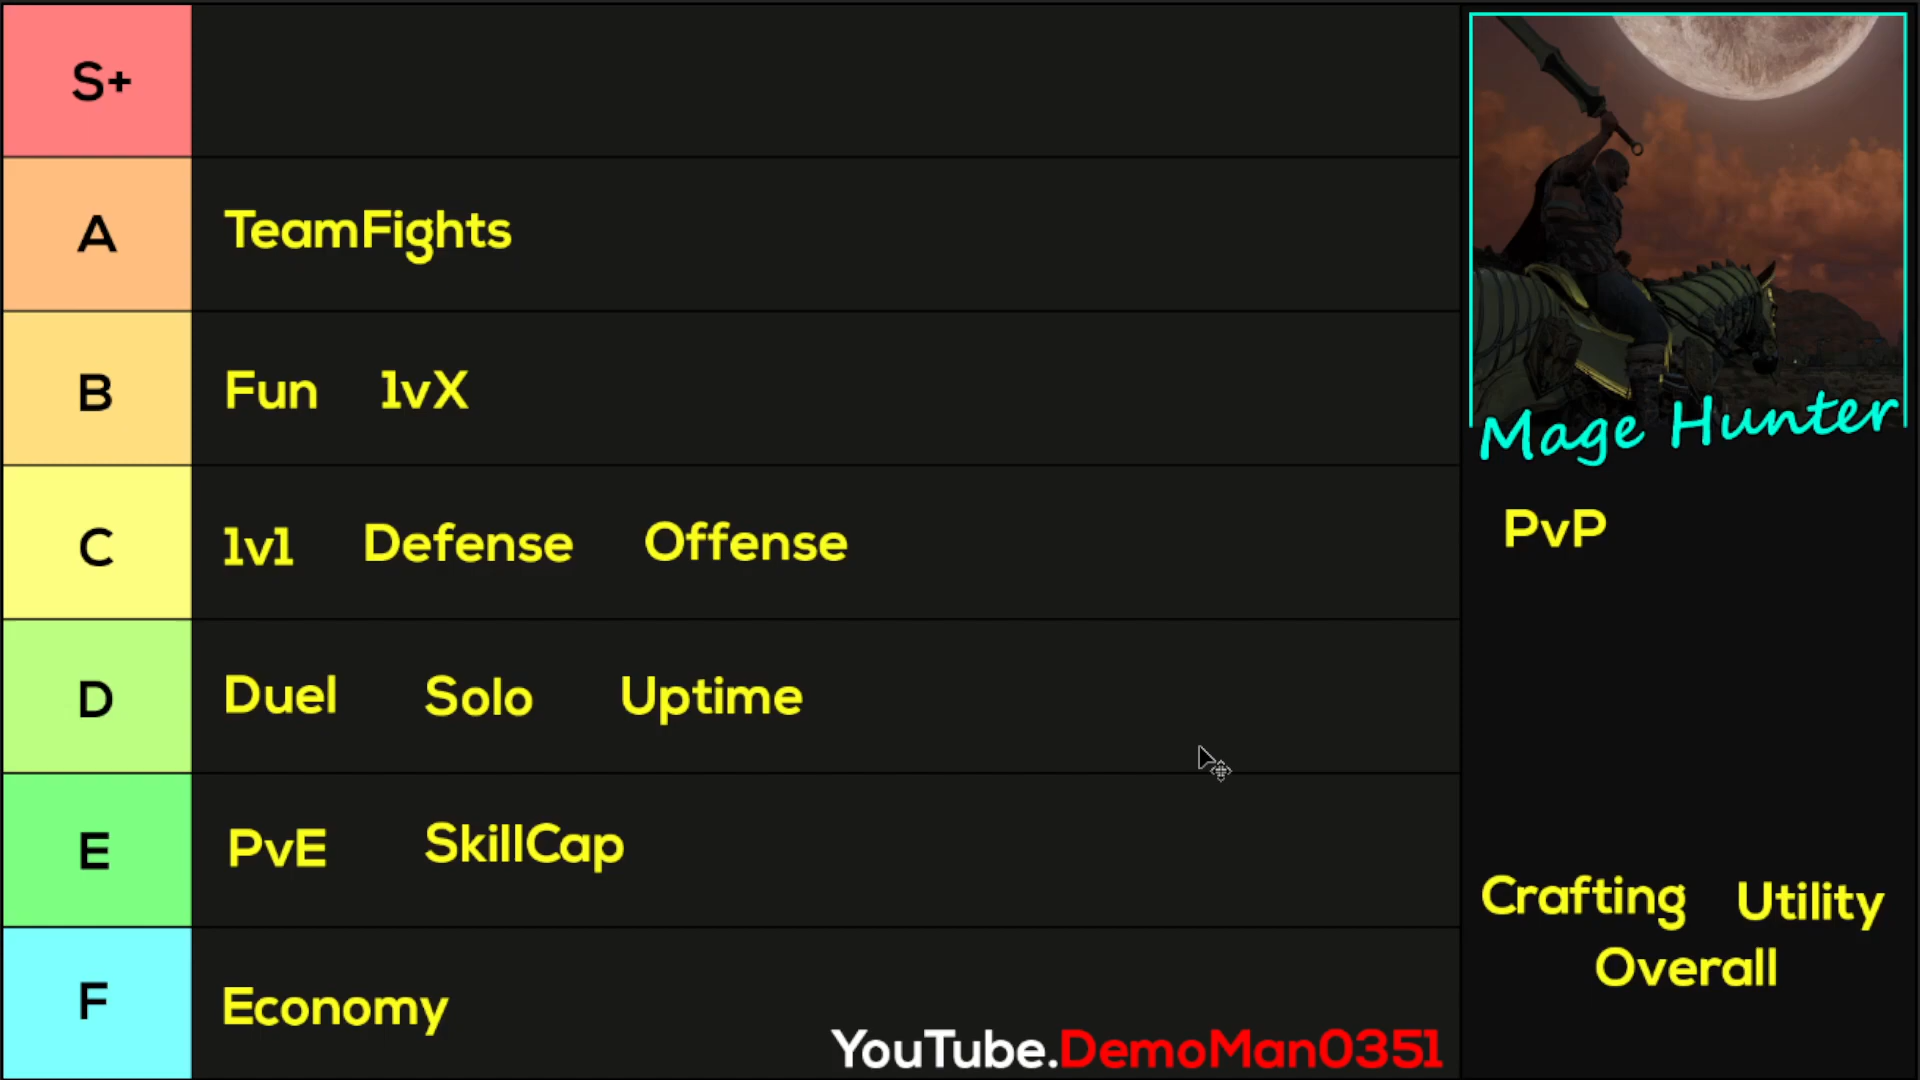 S+
A
TeamFights
B
Fun 1vX
C
1v1 Defense Offense
D
Duel Solo Uptime
E
PvE SkillCap
F
Economy
YouTube.DemoMan0351
Mage Hunter
PvP
Crafting Utility
Overall